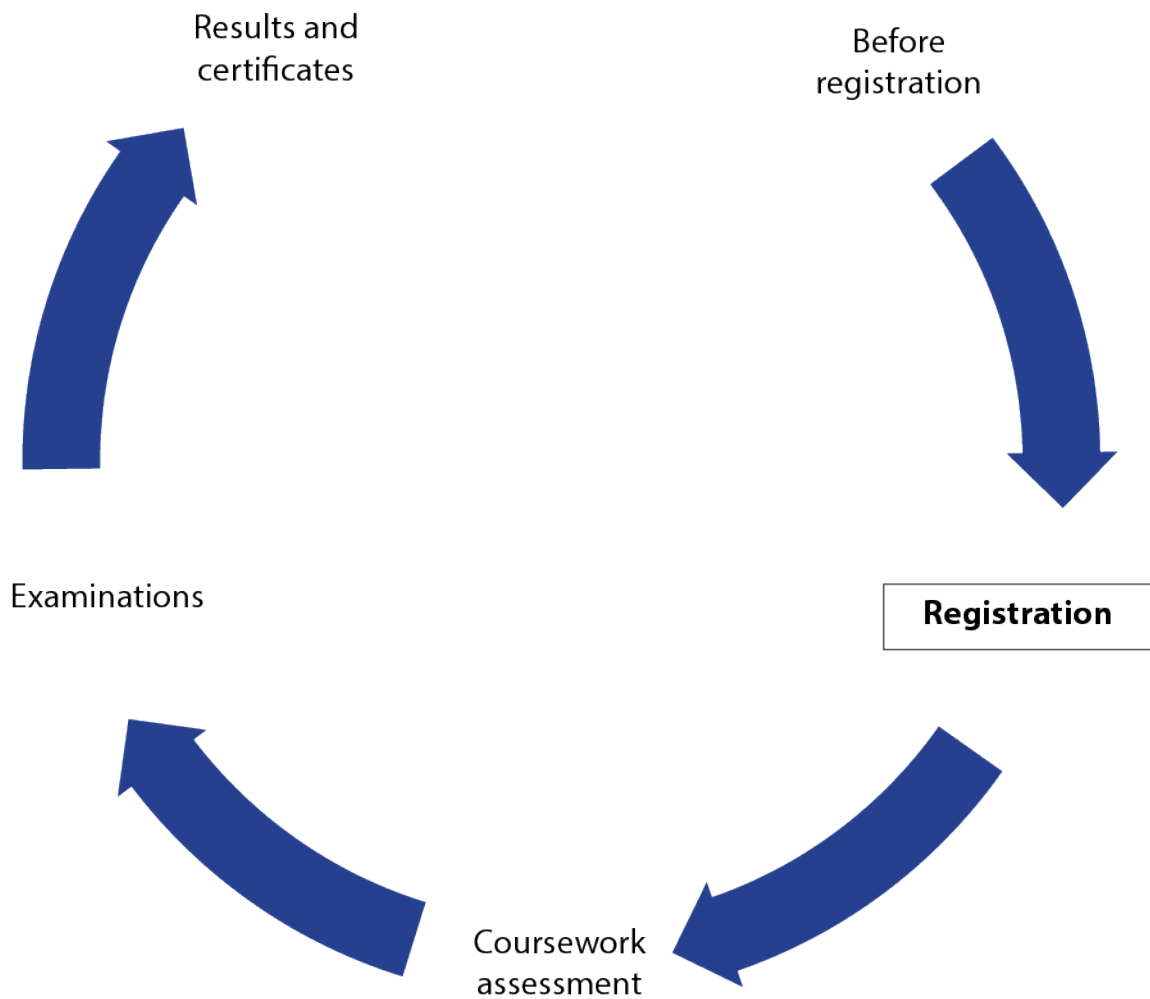 Results and
certificates
Before
registration
Examinations
Registration
Coursework
assessment